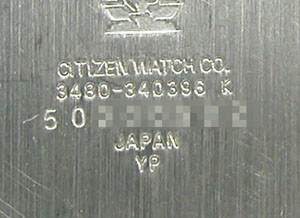 CITIZEN WATCH CO.
3480-340396 K
50
JAPAN
YP